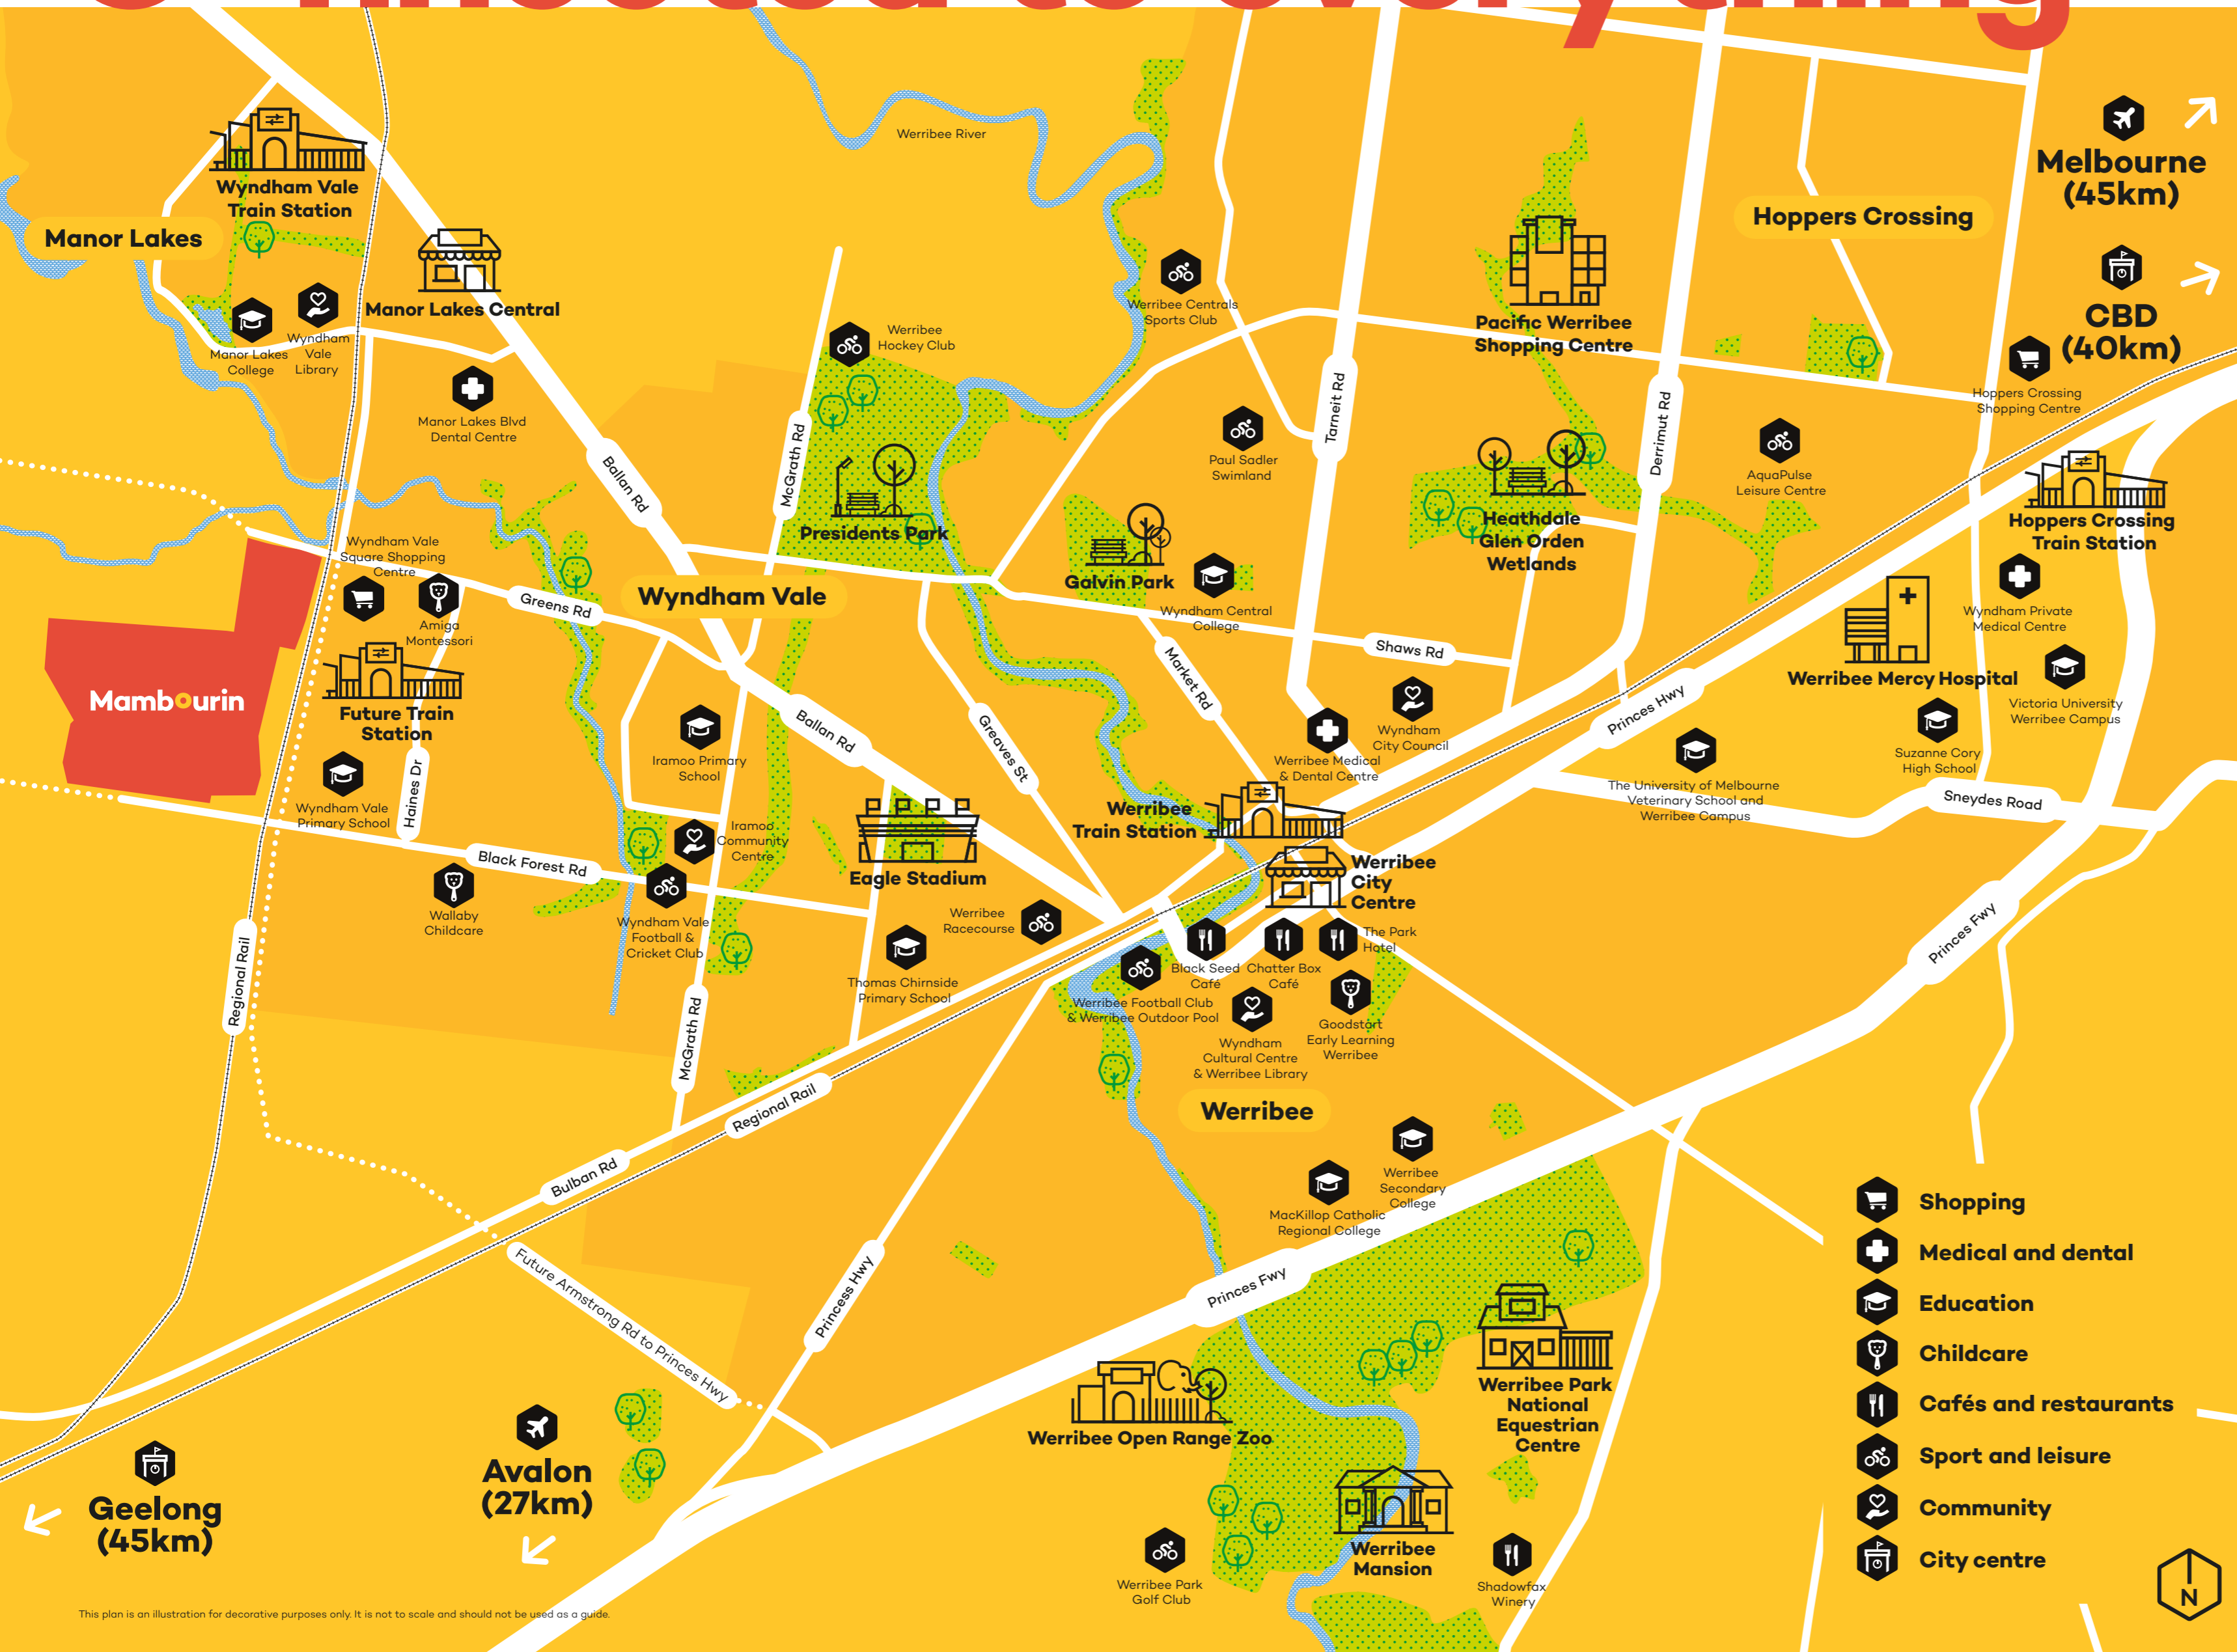 Wyndham Vale
Train Station
Manor Lakes
Manor Lakes Central
Manor Lakes
College
Wyndham
Vale
Library
Manor Lakes Blvd
Dental Centre
Werribee River
Werribee
Hockey Club
Werribee Centrals
Sports Club
Pacific Werribee
Shopping Centre
Hoppers Crossing
Melbourne
(45km)
CBD
(40km)
Hoppers Crossing
Shopping Centre
Ballan Rd
McGrath Rd
Presidents Park
Paul Sadler
Swimland
Tarneit Rd
Derrimut Rd
AquaPulse
Leisure Centre
Heathdale
Glen Orden
Wetlands
Hoppers Crossing
Train Station
Galvin Park
Wyndham Central
College
Wyndham Private
Medical Centre
Werribee Mercy Hospital
Victoria University
Werribee Campus
Suzanne Cory
High School
Wyndham Vale
Square Shopping
Centre
Amiga
Montessori
Greens Rd
Wyndham Vale
Mambourin
Future Train
Station
Wyndham Vale
Primary School
Haines Dr
Iramoo Primary
School
Ballan Rd
Greaves St
Market Rd
Shaws Rd
Wyndham
City Council
Werribee Medical
& Dental Centre
Princes Hwy
The University of Melbourne
Veterinary School and
Werribee Campus
Sneydes Road
Black Forest Rd
Iramoo
Community
Centre
Eagle Stadium
Werribee
Train Station
Werribee
City
Centre
Wallaby
Childcare
Wyndham Vale
Football &
Cricket Club
Werribee
Racecourse
Thomas Chirnside
Primary School
Black Seed
Café
Chatter Box
Café
The Park
Hotel
Werribee Football Club
& Werribee Outdoor Pool
Wyndham
Cultural Centre
& Werribee Library
Goodstart
Early Learning
Werribee
Princes Fwy
Regional Rail
McGrath Rd
Regional Rail
Bulban Rd
Werribee
Werribee
Secondary
College
MacKillop Catholic
Regional College
Future Armstrong Rd to Princes Hwy
Princess Hwy
Princes Fwy
Werribee Park
National
Equestrian
Centre
Werribee Open Range Zoo
Werribee
Mansion
Werribee Park
Golf Club
Shadowfax
Winery
Geelong
(45km)
Avalon
(27km)
Shopping
Medical and dental
Education
Childcare
Cafés and restaurants
Sport and leisure
Community
City centre
N
This plan is an illustration for decorative purposes only. It is not to scale and should not be used as a guide.